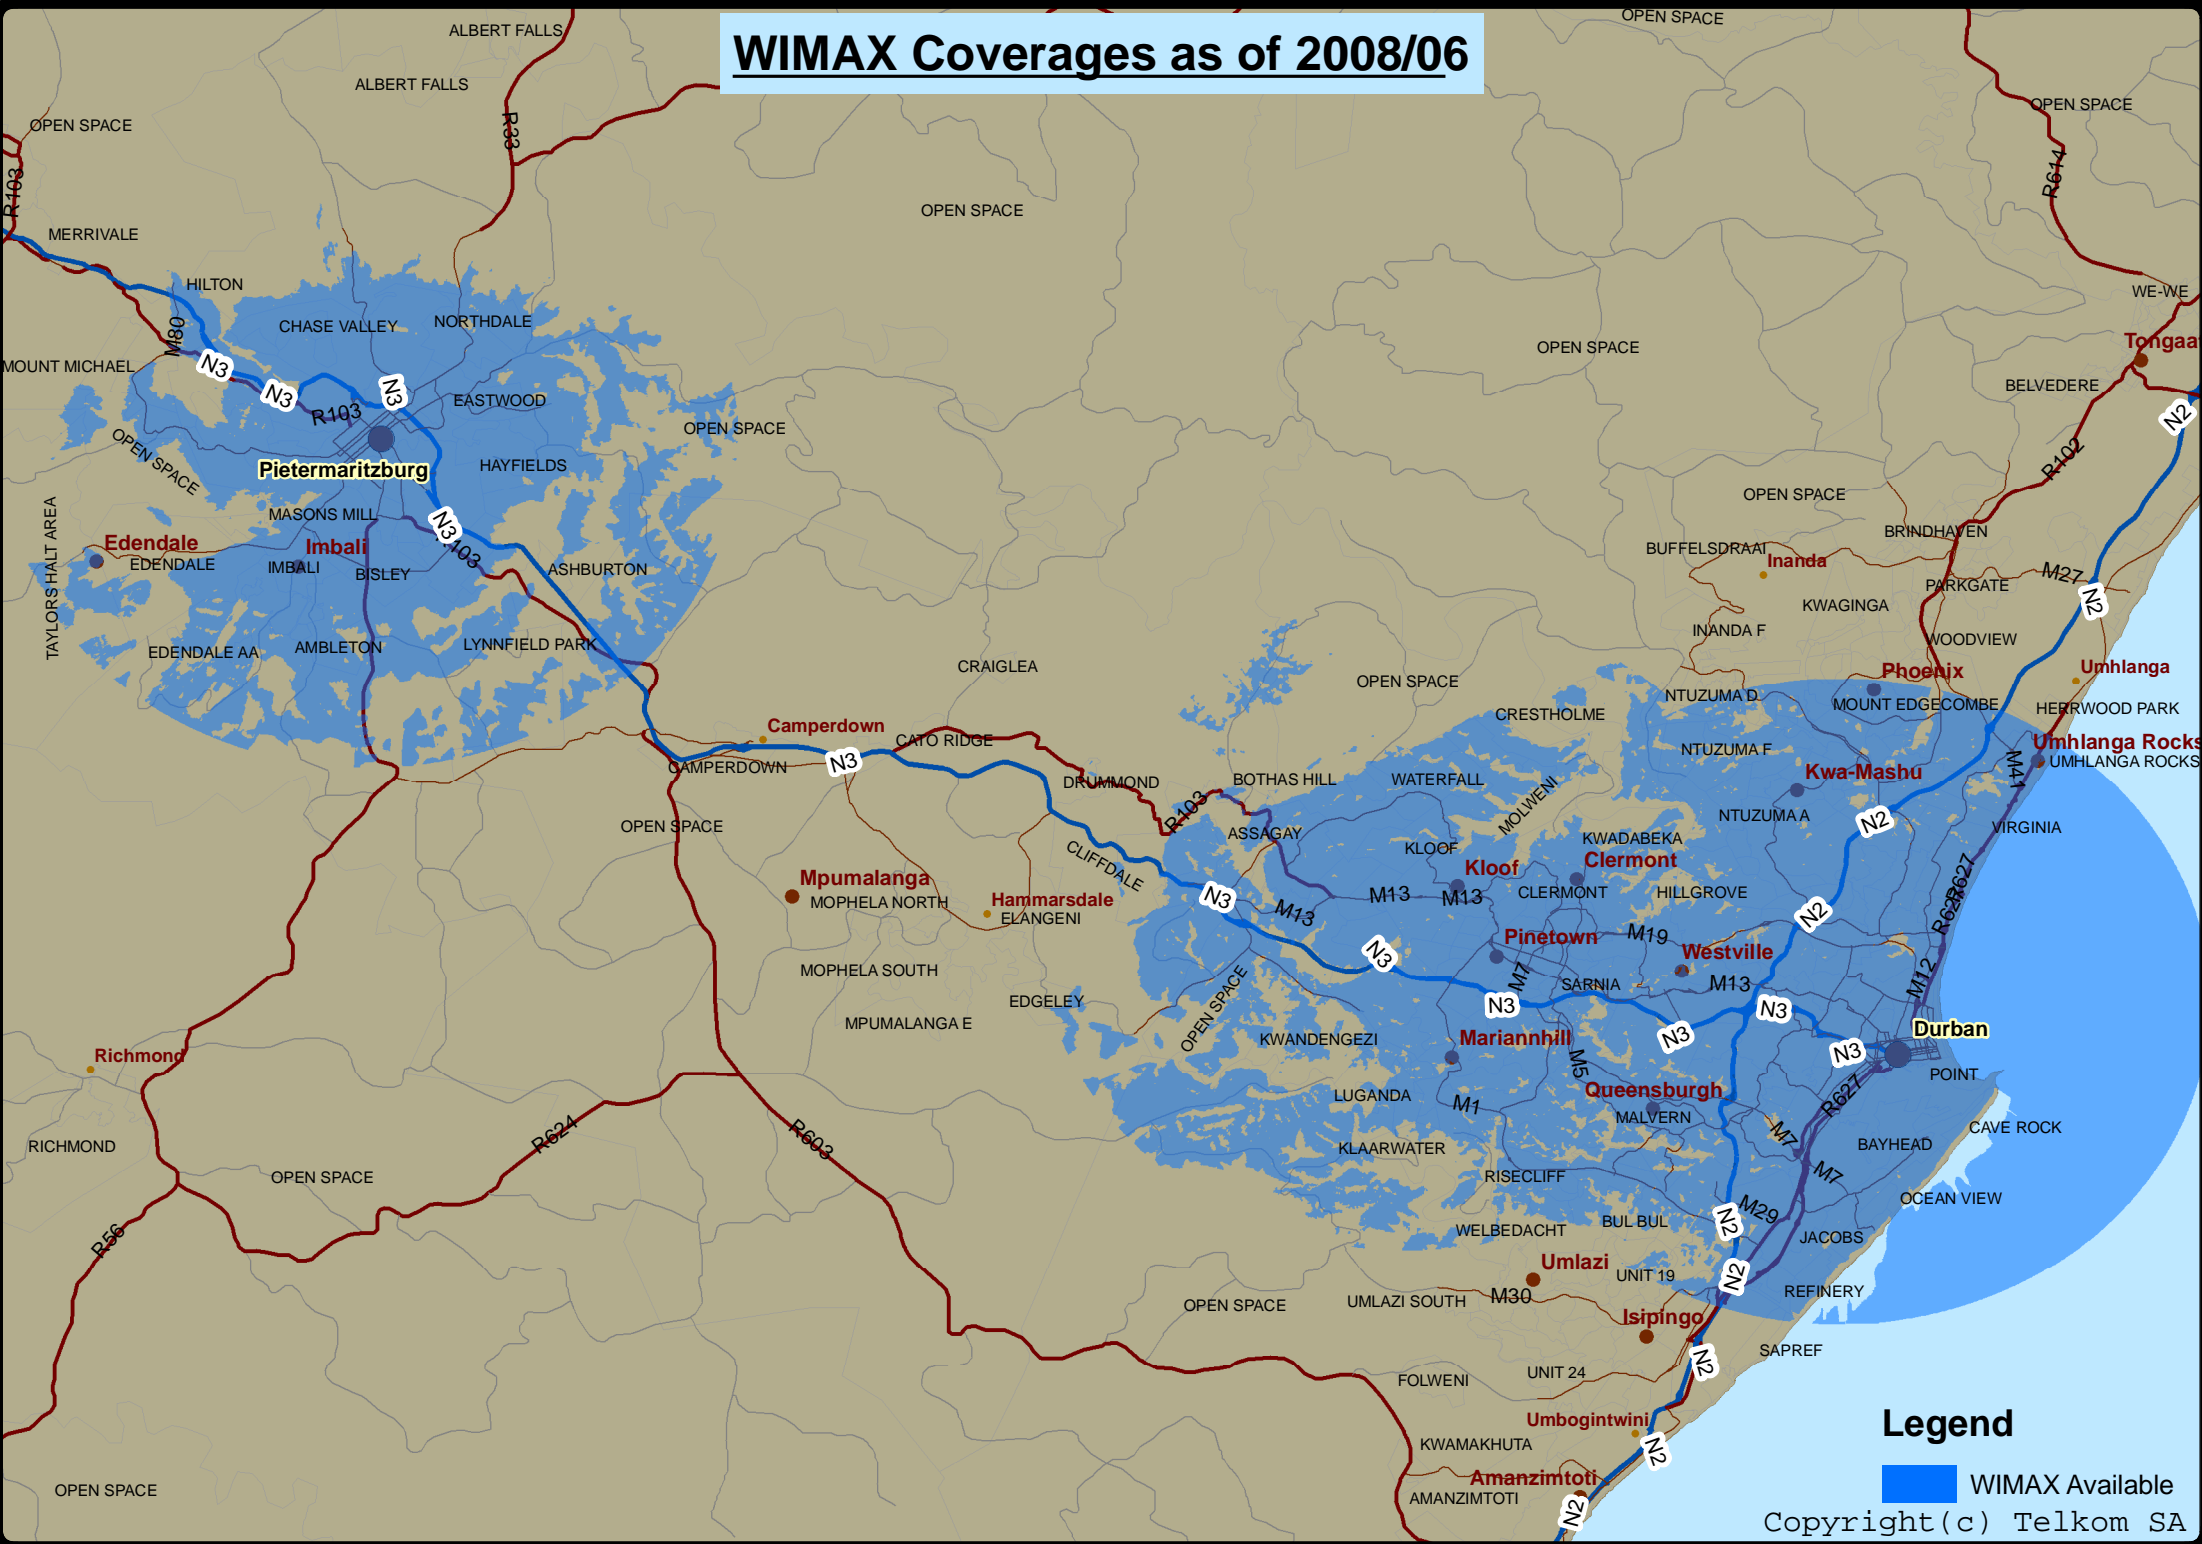 WIMAX Coverages as of 2008/06
ALBERT FALLS
OPEN SPACE
ALBERT FALLS
OPEN SPACE
OPEN SPACE
R33
R103
R614
OPEN SPACE
MERRIVALE
HILTON
WE-WE
CHASE VALLEY
NORTHDALE
M80
Tongaa
OPEN SPACE
MOUNT MICHAEL
N3
N3
N3
BELVEDERE
EASTWOOD
R103
N2
OPEN SPACE
OPEN SPACE
R102
Pietermaritzburg
HAYFIELDS
OPEN SPACE
MASONS MILL
N3
BRINDHAVEN
TAYLORS HALT AREA
Edendale
EDENDALE
Imbali
IMBALI
BISLEY
R103
ASHBURTON
BUFFELSDRAAI
Inanda
M27
PARKGATE
N2
KWAGINGA
INANDA F
WOODVIEW
EDENDALE AA
AMBLETON
LYNNFIELD PARK
CRAIGLEA
Phoenix
Umhlanga
OPEN SPACE
NTUZUMA D
MOUNT EDGECOMBE
HERRWOOD PARK
CRESTHOLME
Camperdown
CATO RIDGE
NTUZUMA F
Umhlanga Rocks
UMHLANGA ROCKS
N3
CAMPERDOWN
DRUMMOND
BOTHAS HILL
WATERFALL
Kwa-Mashu
M41
R103
MOLWENI
NTUZUMA A
N2
VIRGINIA
OPEN SPACE
ASSAGAY
KLOOF
KWADABEKA
CLIFFDALE
Kloof
Clermont
Mpumalanga
MOPHELA NORTH
Hammarsdale
ELANGENI
N3
M13
M13
M13
CLERMONT
HILLGROVE
R627
R627
N2
Pinetown
M19
Westville
N3
MOPHELA SOUTH
M7
SARNIA
M13
M12
EDGELEY
OPEN SPACE
N3
N3
N3
N3
MPUMALANGA E
KWANDENGEZI
Mariannhill
Durban
Richmond
M5
POINT
LUGANDA
M1
Queensburgh
MALVERN
R627
RICHMOND
R624
R603
KLAARWATER
M7
BAYHEAD
CAVE ROCK
OPEN SPACE
RISECLIFF
M7
OCEAN VIEW
R56
WELBEDACHT
BUL BUL
N2
M29
JACOBS
Umlazi
UNIT 19
N2
REFINERY
OPEN SPACE
UMLAZI SOUTH
M30
Isipingo
SAPREF
FOLWENI
UNIT 24
N2
Umbogintwini
KWAMAKHUTA
N2
Legend
Amanzimtoti
AMANZIMTOTI
N2
OPEN SPACE
WIMAX Available
Copyright(c) Telkom SA